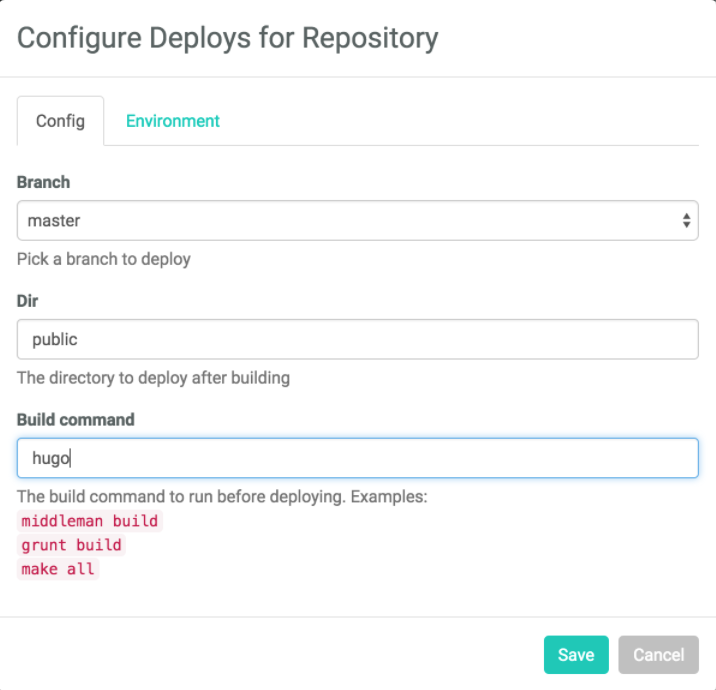 Configure Deploys for Repository
Config Environment
Branch
master
Pick a branch to deploy
Dir
public
The directory to deploy after building
Build command
hugo
The build command to run before deploying. Examples:
middleman build
grunt build
make all
Save Cancel